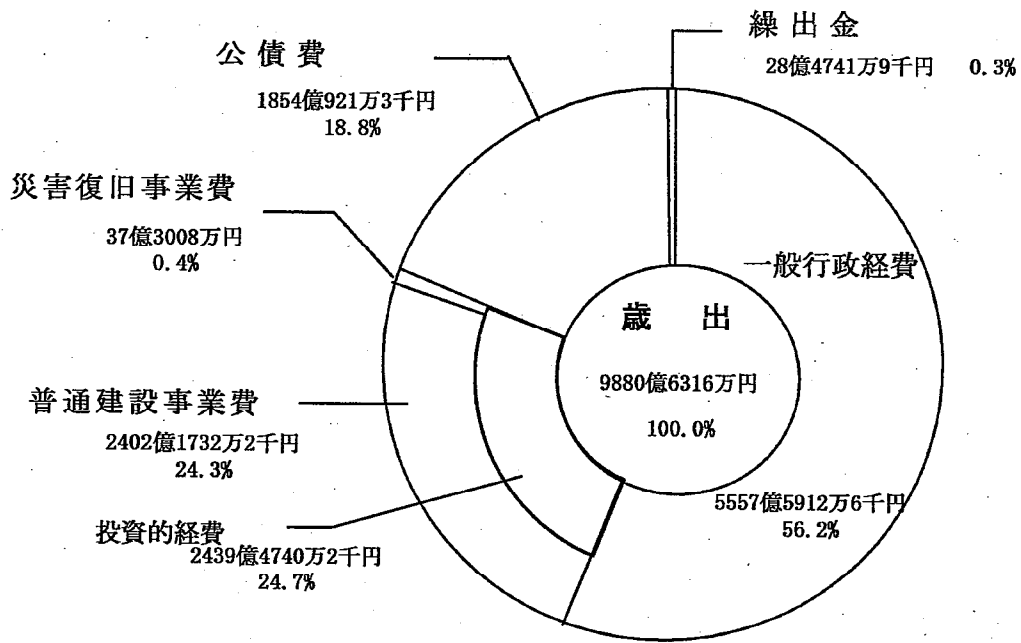 繰出金
28億4741万9千円 0.3%
公債費
1854億921万3千円
18.8%
災害復旧事業費
37億3008万円
0.4%
一般行政経費
歳 出
9880億6316万円
100.0%
普通建設事業費
2402億1732万2千円
24.3%
5557億5912万6千円
56.2%
投資的経費
2439億4740万2千円
24.7%